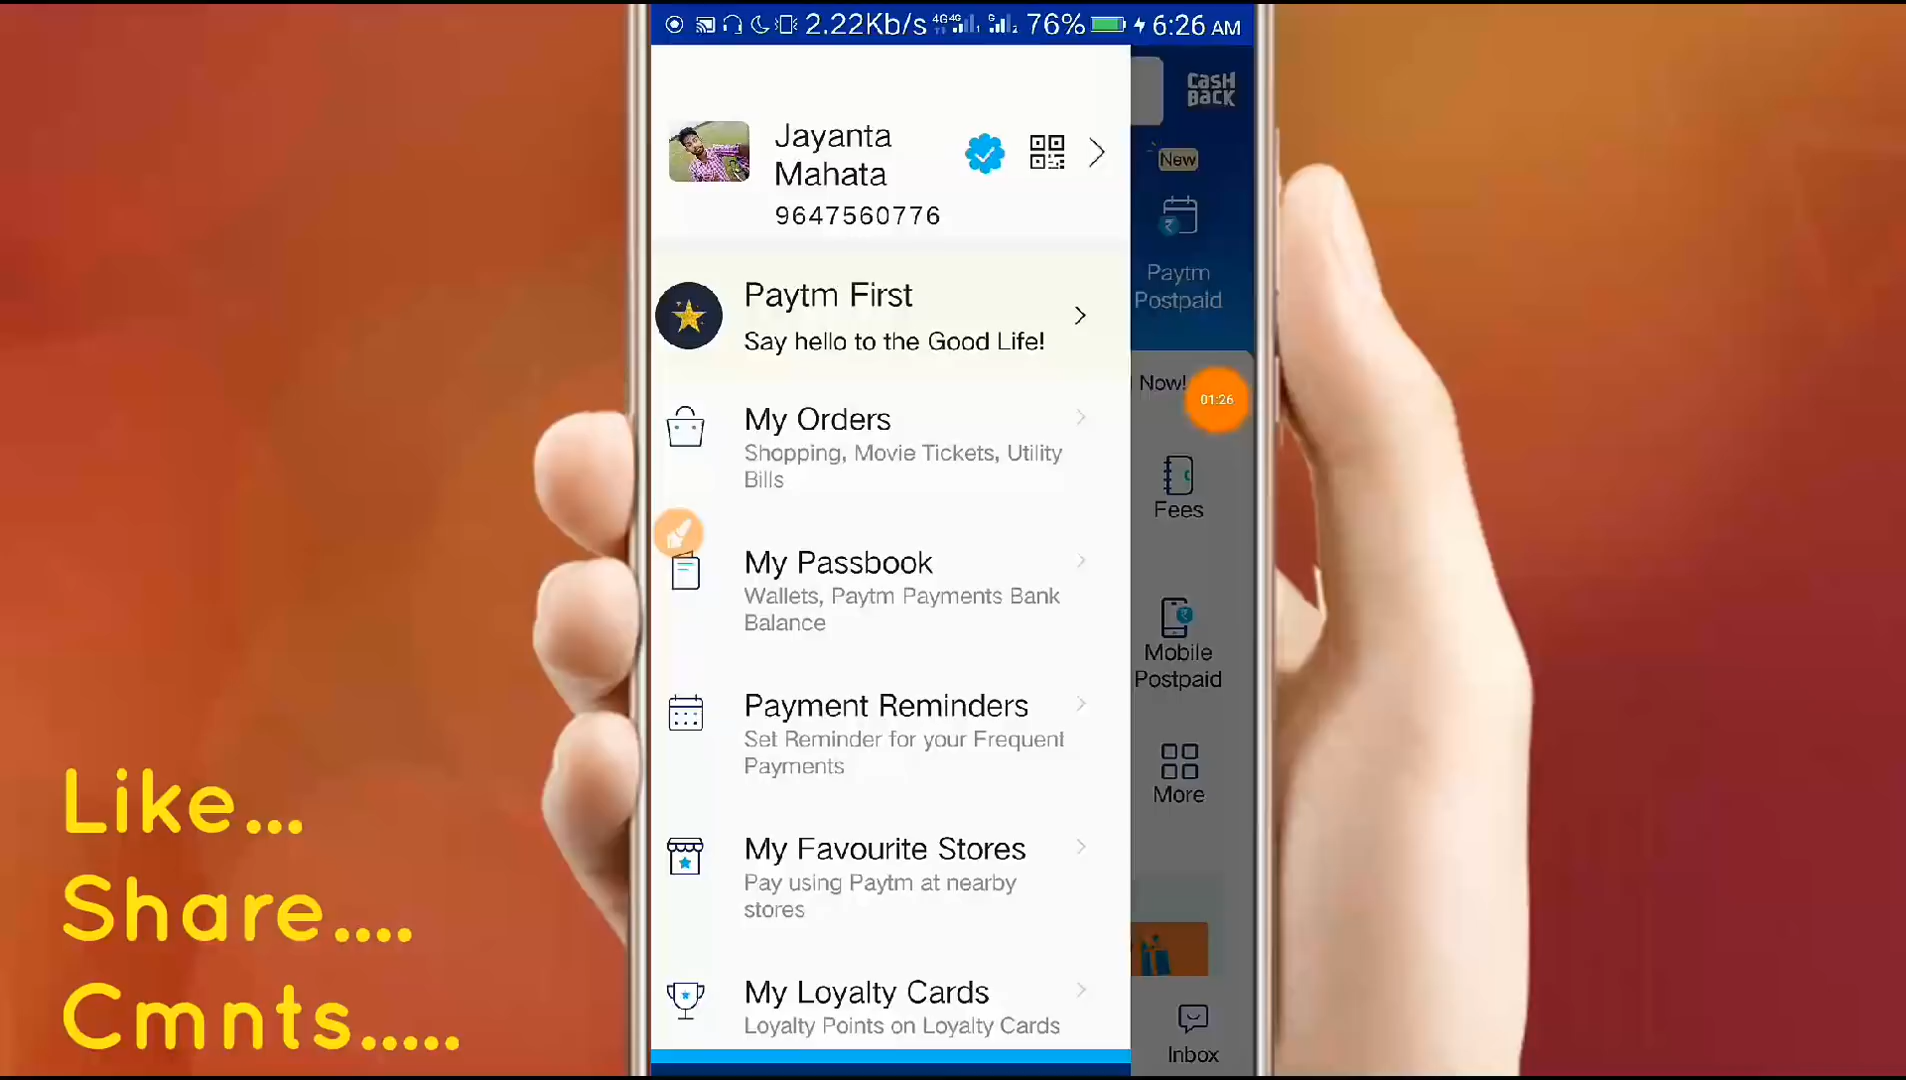 2.22Kb/s 4G4G 1 G 2 76% 6:26 AM
CASH
BACK
Jayanta
Mahata
9647560776
New
Paytm
Postpaid
Paytm First
Say hello to the Good Life!
Now!
01:26
My Orders
Shopping, Movie Tickets, Utility
Bills
Fees
My Passbook
Wallets, Paytm Payments Bank
Balance
Mobile
Postpaid
Payment Reminders
Set Reminder for your Frequent
Payments
More
My Favourite Stores
Pay using Paytm at nearby
stores
My Loyalty Cards
Loyalty Points on Loyalty Cards
Inbox
Like...
Share....
Cmnts.....